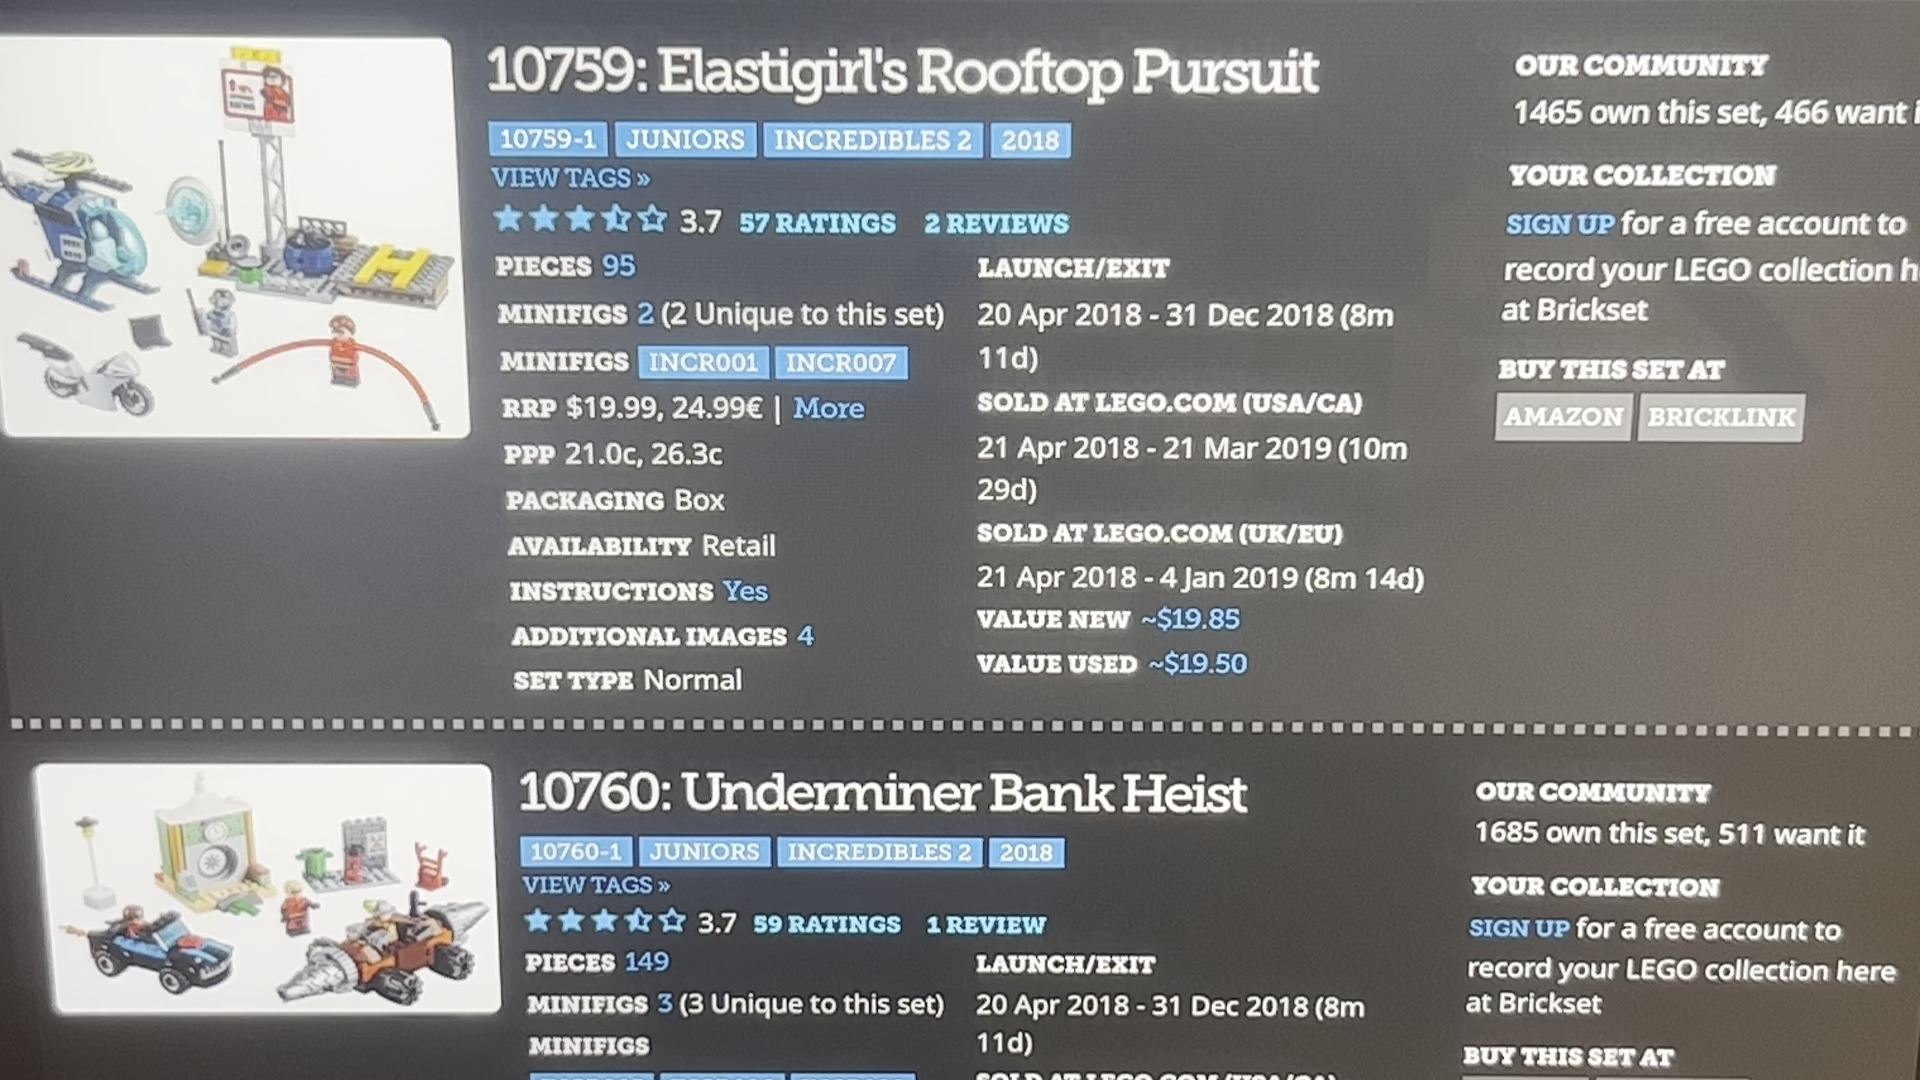 10759: Elastigirl's Rooftop Pursuit
10759-1 JUNIORS INCREDIBLES 2 2018
VIEW TAGS »
3.7 57 RATINGS 2 REVIEWS
PIECES 95
MINIFIGS 2 (2 Unique to this set)
MINIFIGS INCR001 INCR007
RRP $19.99, 24.99€ | More
PPP 21.0c, 26.3c
PACKAGING Box
AVAILABILITY Retail
INSTRUCTIONS Yes
ADDITIONAL IMAGES 4
SET TYPE Normal
LAUNCH/EXIT
20 Apr 2018 - 31 Dec 2018 (8m
11d)
SOLD AT LEGO.COM (USA/CA)
21 Apr 2018 - 21 Mar 2019 (10m
29d)
SOLD AT LEGO.COM (UK/EU)
21 Apr 2018 - 4 Jan 2019 (8m 14d)
VALUE NEW ~$19.85
VALUE USED ~$19.50
OUR COMMUNITY
1465 own this set, 466 want
YOUR COLLECTION
SIGN UP for a free account to
record your LEGO collection
at Brickset
BUY THIS SET AT
AMAZON BRICKLINK
H
10760: Underminer Bank Heist
10760-1 JUNIORS INCREDIBLES 2 2018
VIEW TAGS »
3.7 59 RATINGS 1 REVIEW
PIECES 149
MINIFIGS 3 (3 Unique to this set)
MINIFIGS
LAUNCH/EXIT
20 Apr 2018 - 31 Dec 2018 (8m
11d)
SOLD AT LEGO.COM (USA/CA)
OUR COMMUNITY
1685 own this set, 511 want it
YOUR COLLECTION
SIGN UP for a free account to
record your LEGO collection here
at Brickset
BUY THIS SET AT